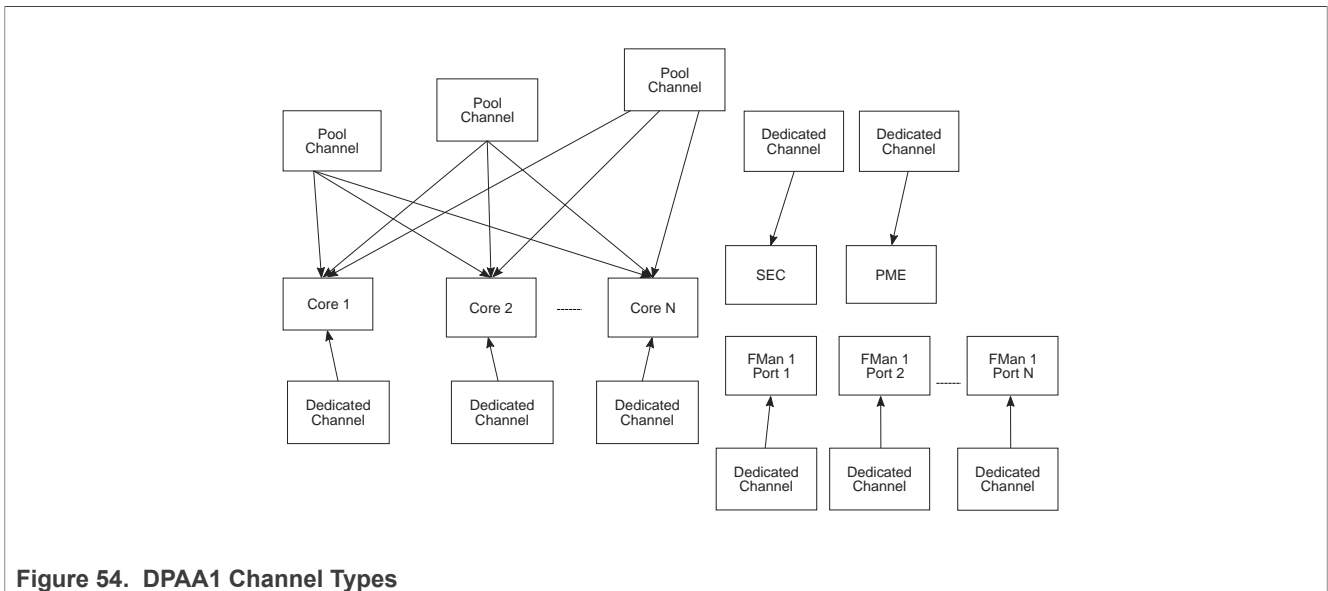 Pool
Channel
Pool
Channel
Pool
Channel
Dedicated
Channel
Dedicated
Channel
SEC
PME
Core 1
Core 2
Core N
FMan 1
Port 1
FMan 1
Port 2
FMan 1
Port N
Dedicated
Channel
Dedicated
Channel
Dedicated
Channel
Dedicated
Channel
Dedicated
Channel
Dedicated
Channel
Figure 54. DPAA1 Channel Types